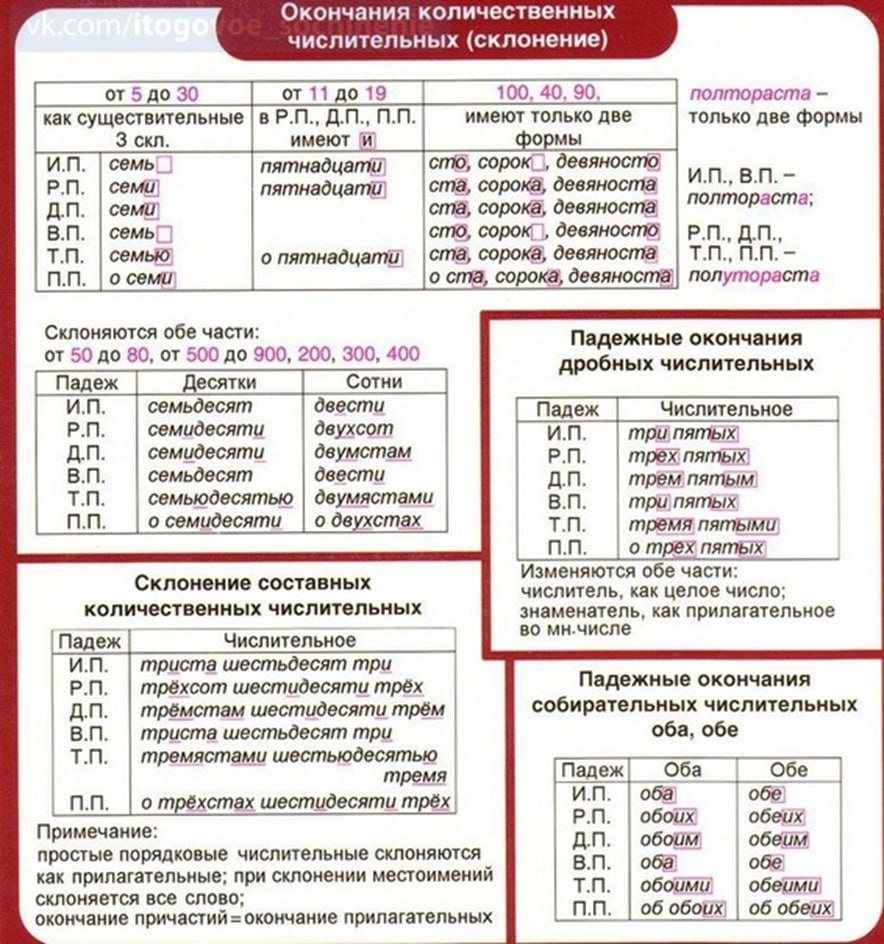 vk.com/itogovoe_sochinenie
Окончания количественных
числительных (склонение)
от 5 до 30 от 11 до 19 100, 40, 90,
как существительные 3 скл. в Р.П., Д.П., П.П. имеют и имеют только две формы
И.П. семь пятнадцати сто, сорок, девяносто
Р.П. семи пятнадцати ста, сорока, девяноста
Д.П. семи ста, сорока, девяноста
В.П. семь сто, сорок, девяносто
Т.П. семью о пятнадцати ста, сорока, девяноста
П.П. о семи о ста, сорока, девяноста
полтораста –
только две формы
И.П., В.П. –
полтораста;
Р.П., Д.П.,
Т.П., П.П. –
полутораста
Склоняются обе части:
от 50 до 80, от 500 до 900, 200, 300, 400
Падеж Десятки Сотни
И.П. семьдесят двести
Р.П. семидесяти двухсот
Д.П. семидесяти двумстам
В.П. семьдесят двести
Т.П. семьюдесятью двумястами
П.П. о семидесяти о двухстах
Падежные окончания
дробных числительных
Падеж Числительное
И.П. три пятых
Р.П. трех пятых
Д.П. трем пятым
В.П. три пятых
Т.П. тремя пятыми
П.П. о трех пятых
Изменяются обе части:
числитель, как целое число;
знаменатель, как прилагательное
во мн.числе
Склонение составных
количественных числительных
Падеж Числительное
И.П. триста шестьдесят три
Р.П. трёхсот шестидесяти трёх
Д.П. трёмстам шестидесяти трём
В.П. триста шестьдесят три
Т.П. тремястами шестьюдесятью
тремя
П.П. о трёхстах шестидесяти трёх
Примечание:
простые порядковые числительные склоняются
как прилагательные; при склонении местоимений
склоняется все слово;
окончание причастий=окончание прилагательных
Падежные окончания
собирательных числительных
оба, обе
Падеж Оба Обе
И.П. оба обе
Р.П. обоих обеих
Д.П. обоим обеим
В.П. оба обе
Т.П. обоими обеими
П.П. об обоих об обеих